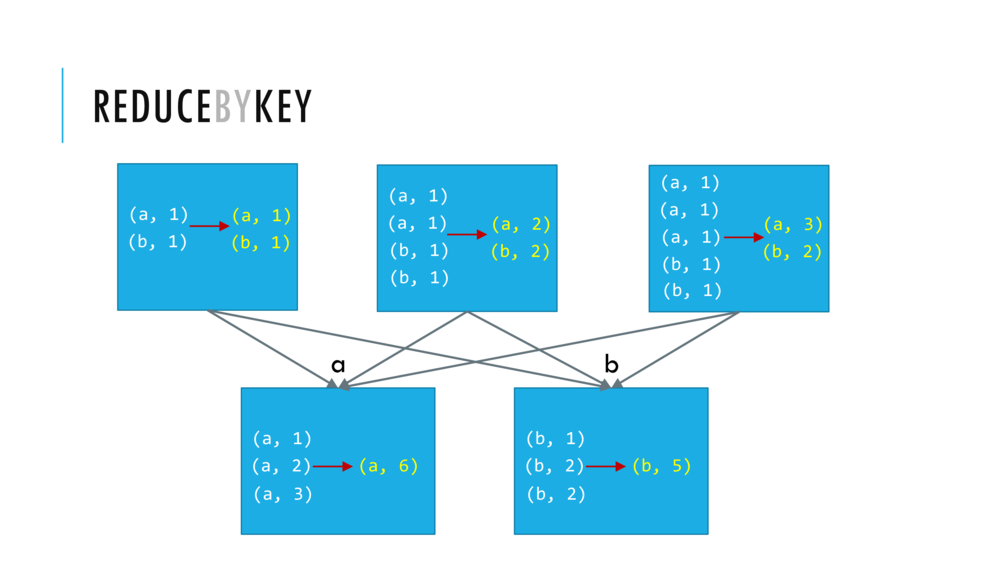 REDUCEBYKEY
(a, 1)
(b, 1)
(a, 1)
(b, 1)
(a, 1)
(a, 1)
(b, 1)
(b, 1)
(a, 2)
(b, 2)
(a, 1)
(a, 1)
(a, 1)
(b, 1)
(b, 1)
(a, 3)
(b, 2)
a
b
(a, 1)
(a, 2)
(a, 3)
(a, 6)
(b, 1)
(b, 2)
(b, 2)
(b, 5)